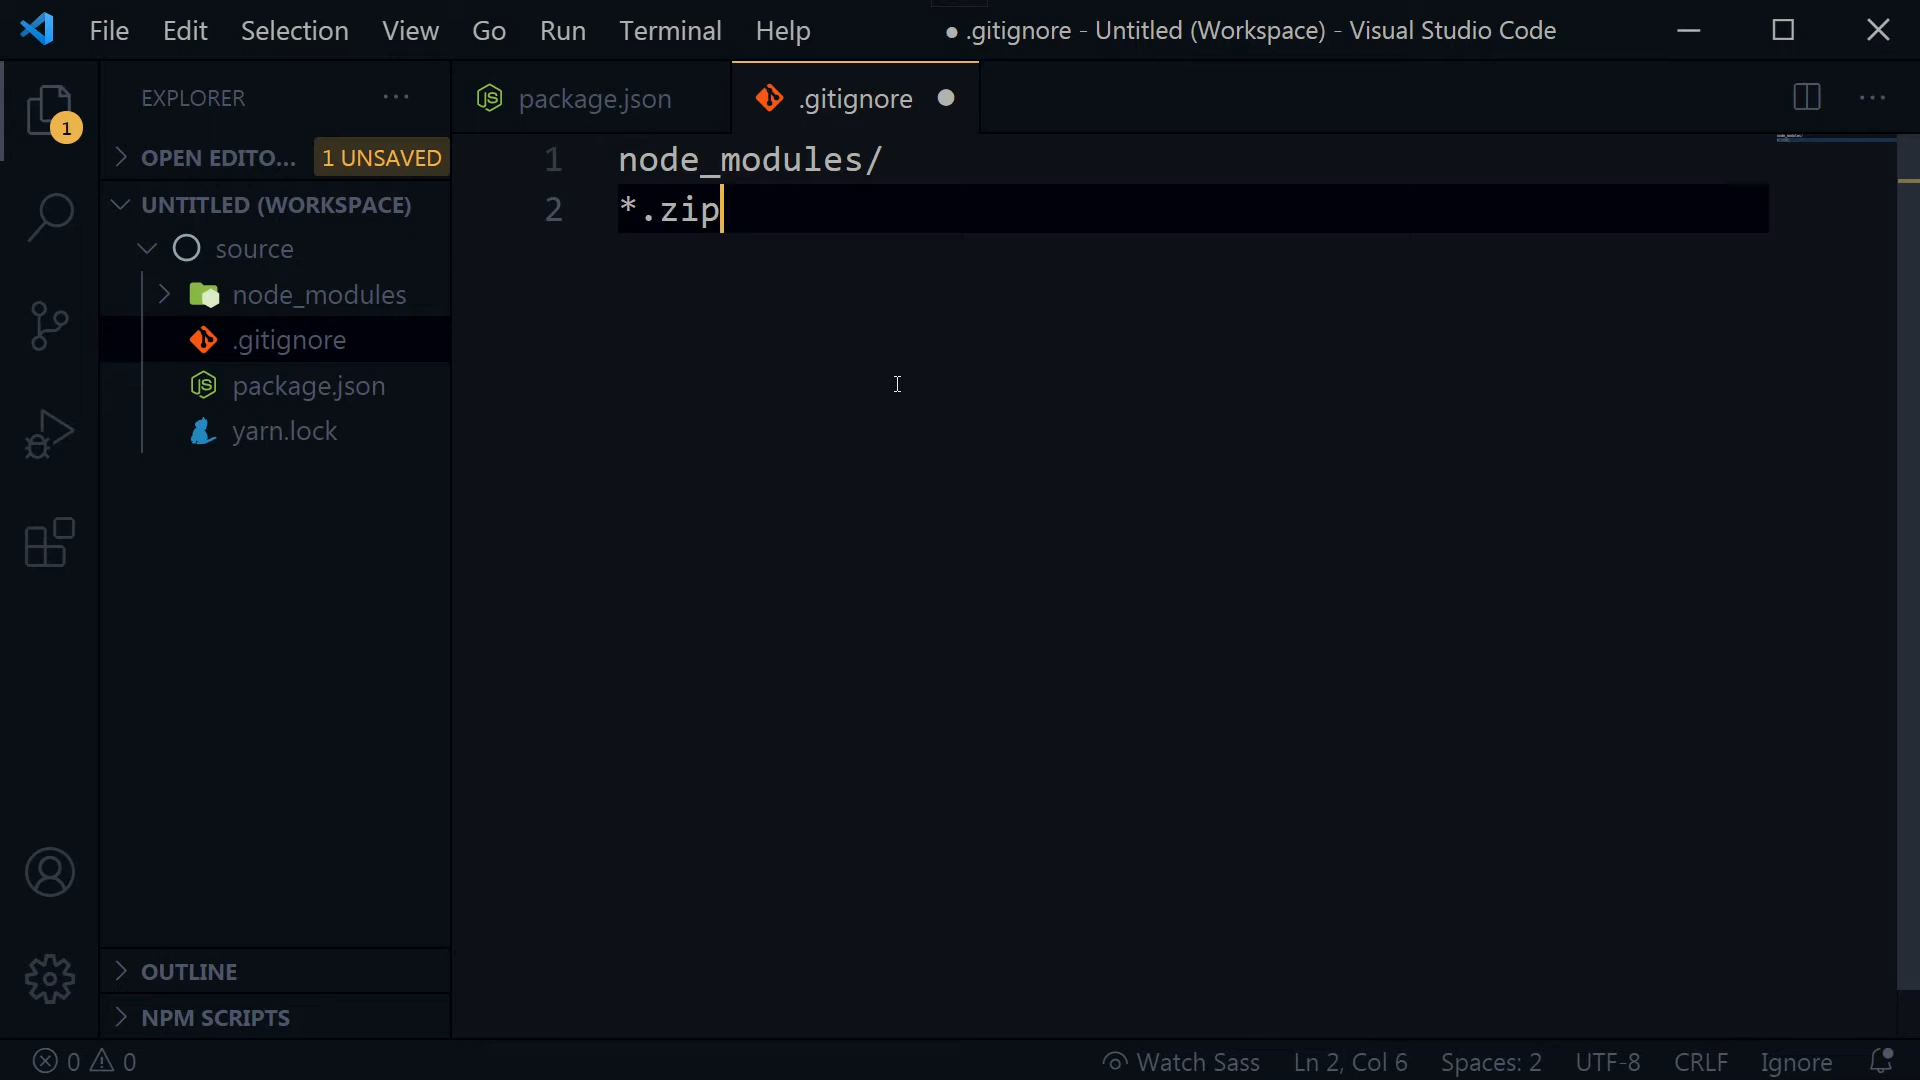 File Edit Selection View Go Run Terminal Help ● .gitignore - Untitled (Workspace) - Visual Studio Code
EXPLORER ...
package.json .gitignore ●
1
OPEN EDITO... 1 UNSAVED
UNTITLED (WORKSPACE)
source
node_modules
.gitignore
package.json
yarn.lock
1 node_modules/
2 *.zip
OUTLINE
NPM SCRIPTS
0 0 Watch Sass Ln 2, Col 6 Spaces: 2 UTF-8 CRLF Ignore